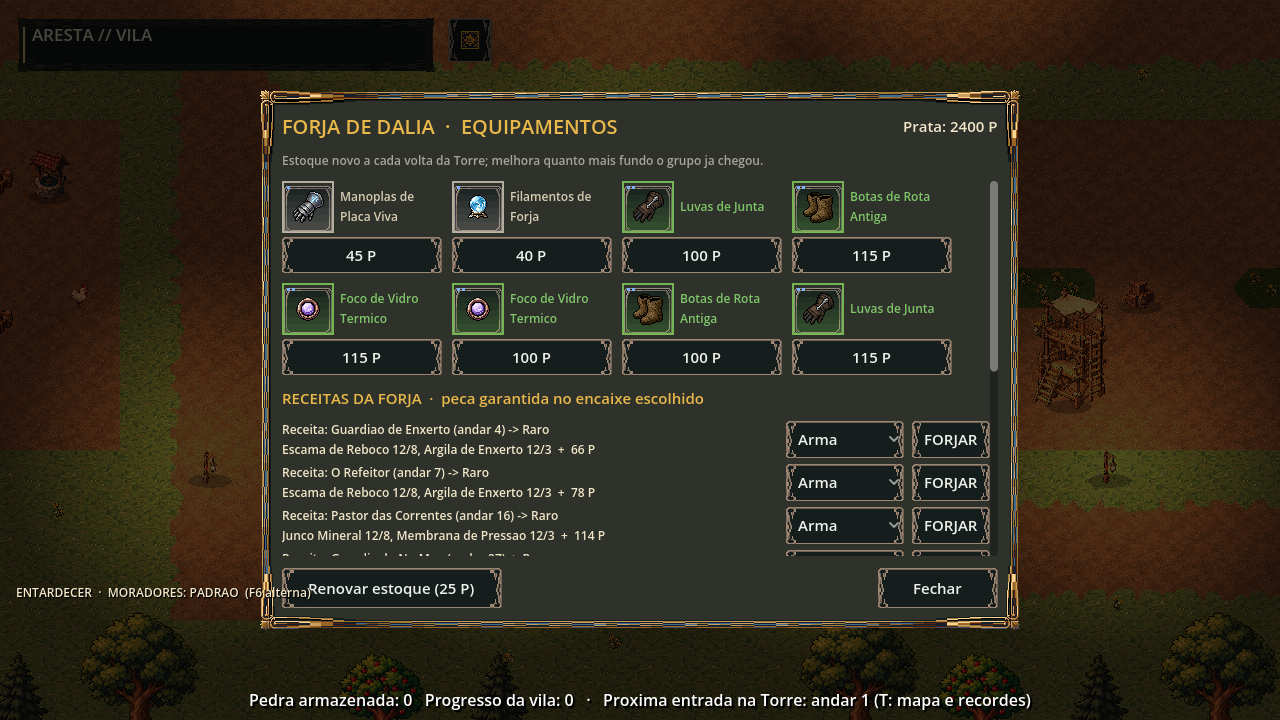 ARESTA // VILA
FORJA DE DALIA · EQUIPAMENTOS
Prata: 2400 P
Estoque novo a cada volta da Torre; melhora quanto mais fundo o grupo ja chegou.
Manoplas de
Placa Viva
Filamentos de
Forja
Luvas de Junta
Botas de Rota
Antiga
45 P
40 P
100 P
115 P
Foco de Vidro
Termico
Foco de Vidro
Termico
Botas de Rota
Antiga
Luvas de Junta
115 P
100 P
100 P
115 P
RECEITAS DA FORJA · peca garantida no encaixe escolhido
Receita: Guardiao de Enxerto (andar 4) -> Raro
Escama de Reboco 12/8, Argila de Enxerto 12/3 + 66 P
Arma
FORJAR
Receita: O Refeitor (andar 7) -> Raro
Escama de Reboco 12/8, Argila de Enxerto 12/3 + 78 P
Arma
FORJAR
Receita: Pastor das Correntes (andar 16) -> Raro
Junco Mineral 12/8, Membrana de Pressao 12/3 + 114 P
Arma
FORJAR
ENTARDECER · MORADORES: PADRAO (F6 alterna)
Renovar estoque (25 P)
Fechar
Pedra armazenada: 0 Progresso da vila: 0 · Proxima entrada na Torre: andar 1 (T: mapa e recordes)